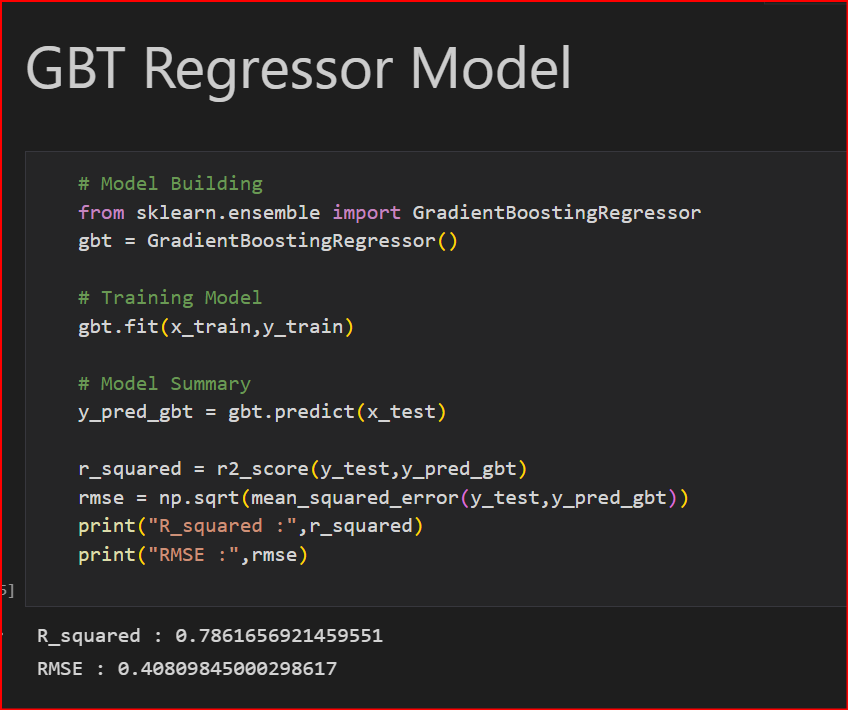 GBT Regressor Model
# Model Building
from sklearn.ensemble import GradientBoostingRegressor
gbt = GradientBoostingRegressor()
# Training Model
gbt.fit(x_train,y_train)
# Model Summary
y_pred_gbt = gbt.predict(x_test)
r_squared = r2_score(y_test,y_pred_gbt)
rmse = np.sqrt(mean_squared_error(y_test,y_pred_gbt))
print("R_squared :",r_squared)
print("RMSE :",rmse)
5]
R_squared : 0.7861656921459551
RMSE : 0.40809845000298617